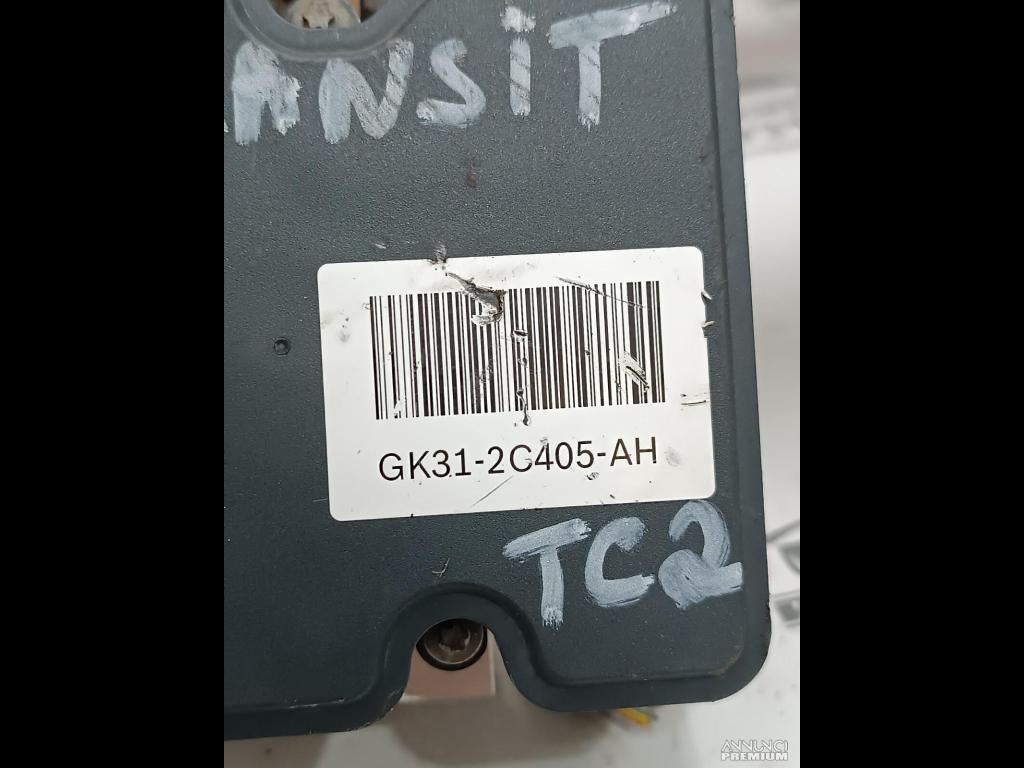 ANSiT
GK31-2C405-AH
TC2
ANNUNCI
PREMIUM